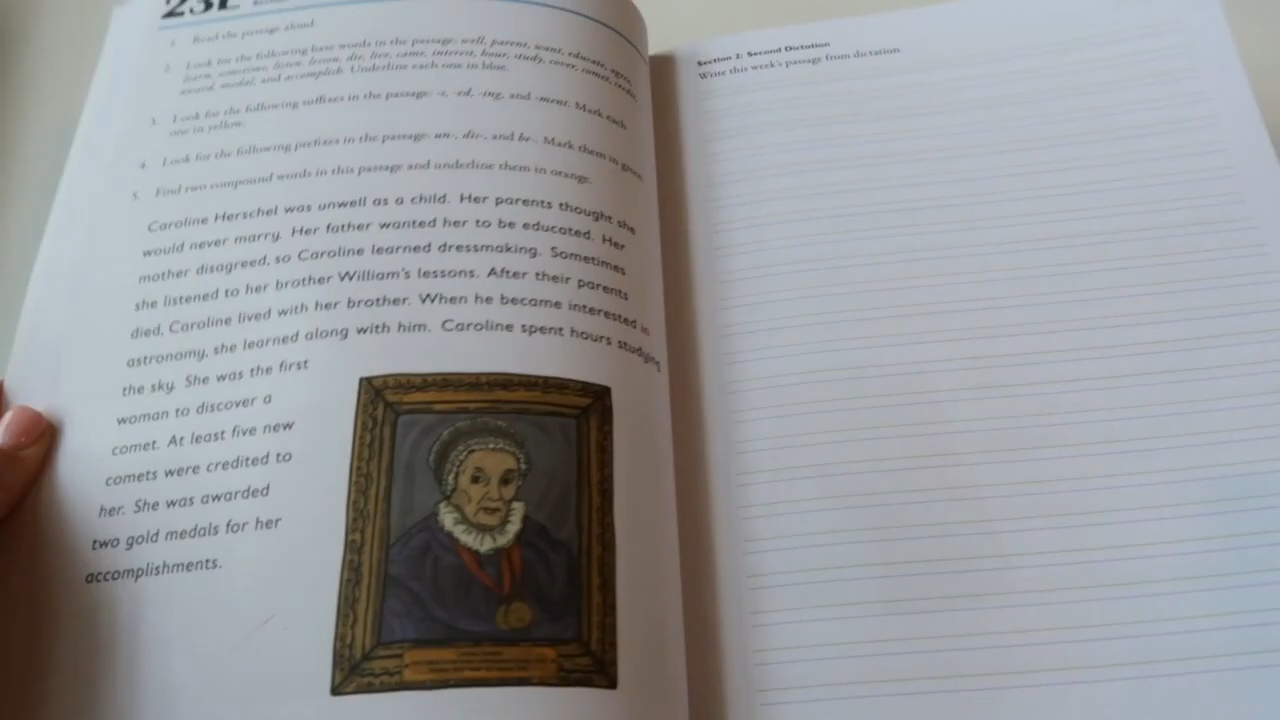 23E
1. Read the passage aloud.
2. Look for the following base words in the passage: well, parent, want, educate, agree,
learn, sometime, listen, lesson, die, live, came, interest, hour, study, cover, comet, credit,
award, medal, and accomplish. Underline each one in blue.
3. Look for the following suffixes in the passage: -s, -ed, -ing, and -ment. Mark each
one in yellow.
4. Look for the following prefixes in the passage: un-, dis-, and be-. Mark them in green.
5. Find two compound words in this passage and underline them in orange.
Caroline Herschel was unwell as a child. Her parents thought she
would never marry. Her father wanted her to be educated. Her
mother disagreed, so Caroline learned dressmaking. Sometimes
she listened to her brother William's lessons. After their parents
died, Caroline lived with her brother. When he became interested in
astronomy, she learned along with him. Caroline spent hours studying
the sky. She was the first
woman to discover a
comet. At least five new
comets were credited to
her. She was awarded
two gold medals for her
accomplishments.
Section 2: Second Dictation
Write this week's passage from dictation.